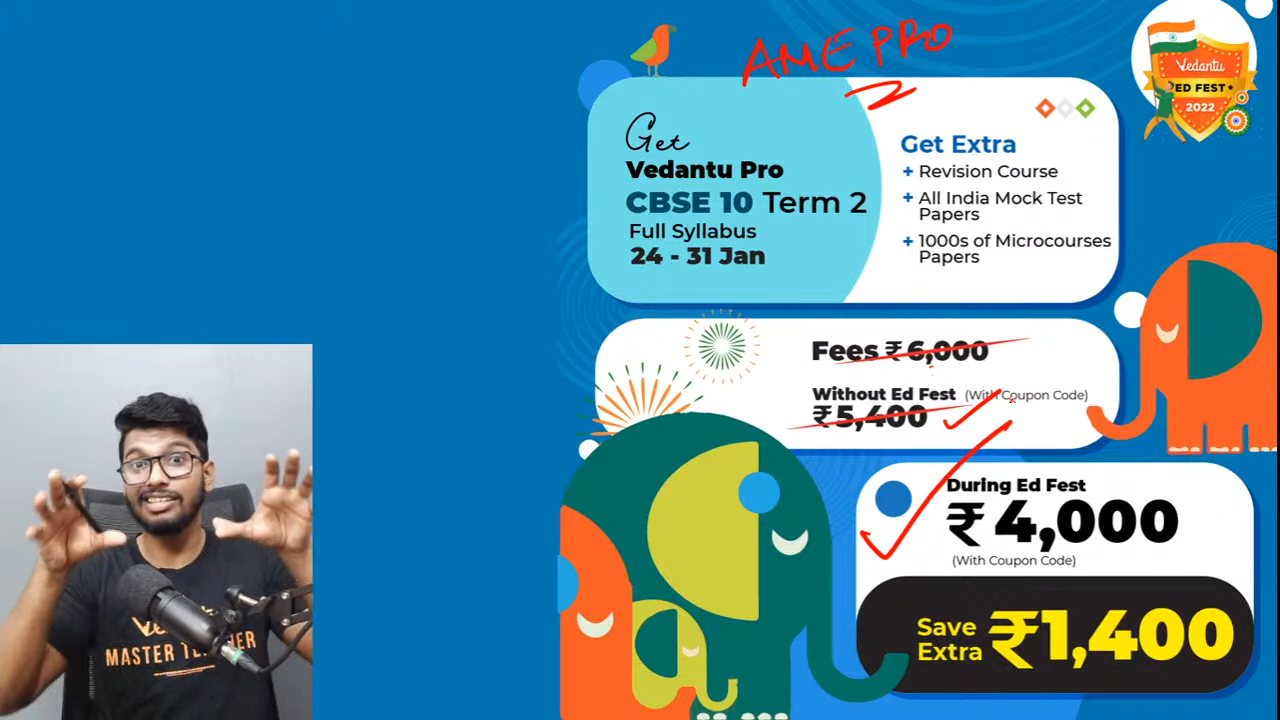 AME PRO
Vedantu
ED FEST
2022
Get
Vedantu Pro
CBSE 10 Term 2
Full Syllabus
24 - 31 Jan
Get Extra
+ Revision Course
+ All India Mock Test
Papers
+ 1000s of Microcourses
Papers
Fees ₹ 6,000
Without Ed Fest (With Coupon Code)
₹ 5,400
During Ed Fest
₹ 4,000
(With Coupon Code)
Save
Extra ₹1,400
MASTER TEACHER